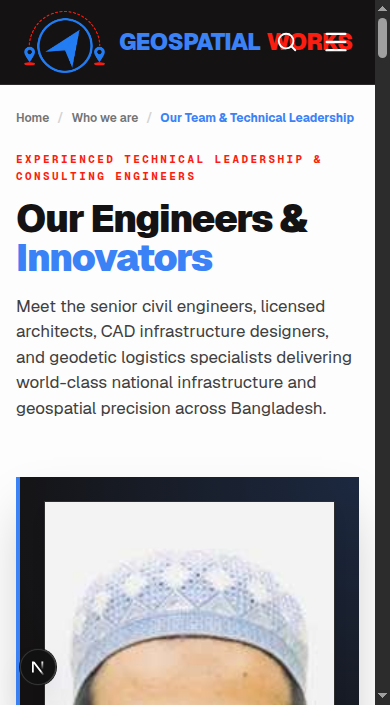 GEOSPATIAL WORKS
Home / Who we are / Our Team & Technical Leadership
EXPERIENCED TECHNICAL LEADERSHIP &
CONSULTING ENGINEERS
Our Engineers &
Innovators
Meet the senior civil engineers, licensed
architects, CAD infrastructure designers,
and geodetic logistics specialists delivering
world-class national infrastructure and
geospatial precision across Bangladesh.
N